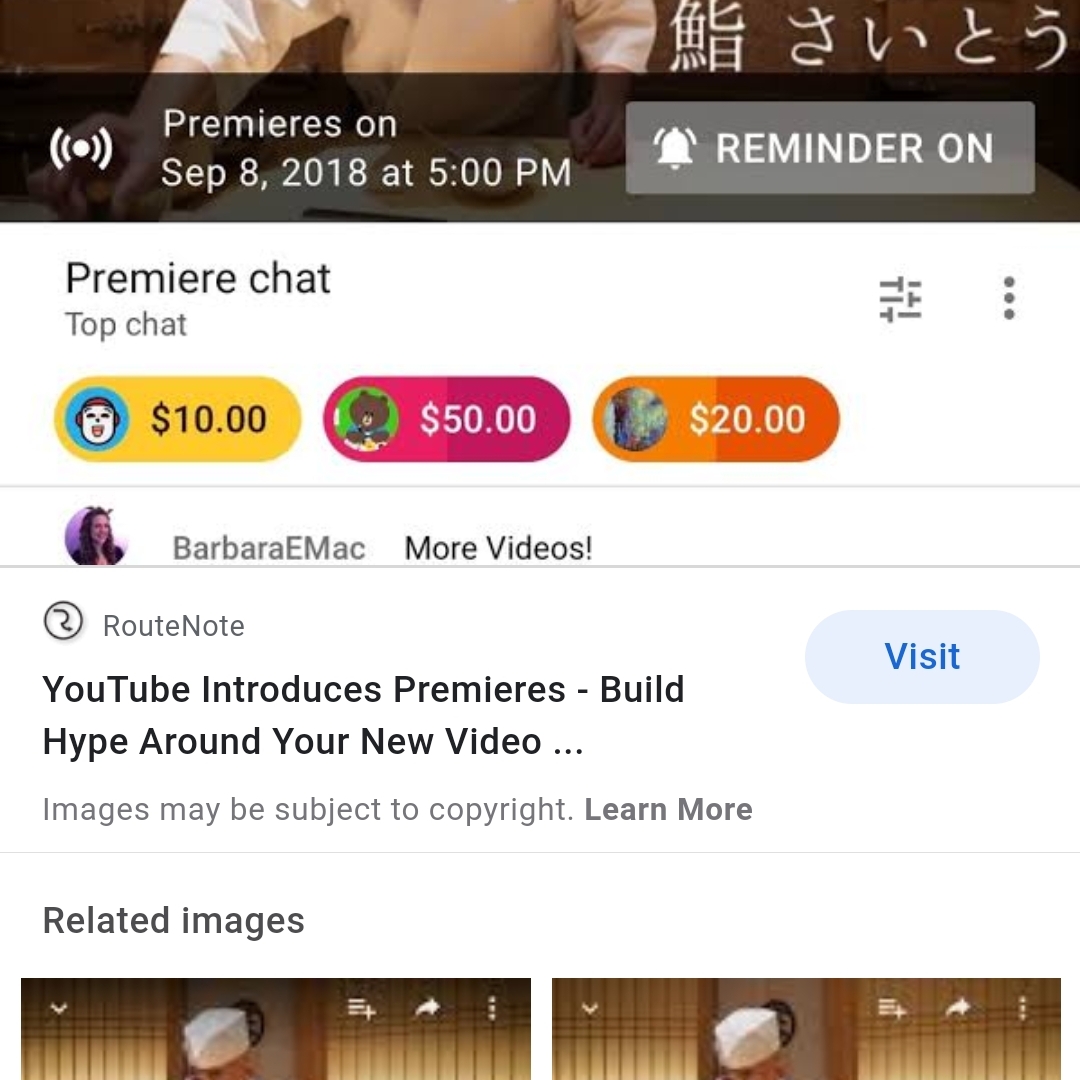 鮨 さいとう
Premieres on
Sep 8, 2018 at 5:00 PM
REMINDER ON
Premiere chat
Top chat
$10.00
$50.00
$20.00
BarbaraEMac More Videos!
RouteNote
Visit
YouTube Introduces Premieres - Build
Hype Around Your New Video ...
Images may be subject to copyright. Learn More
Related images